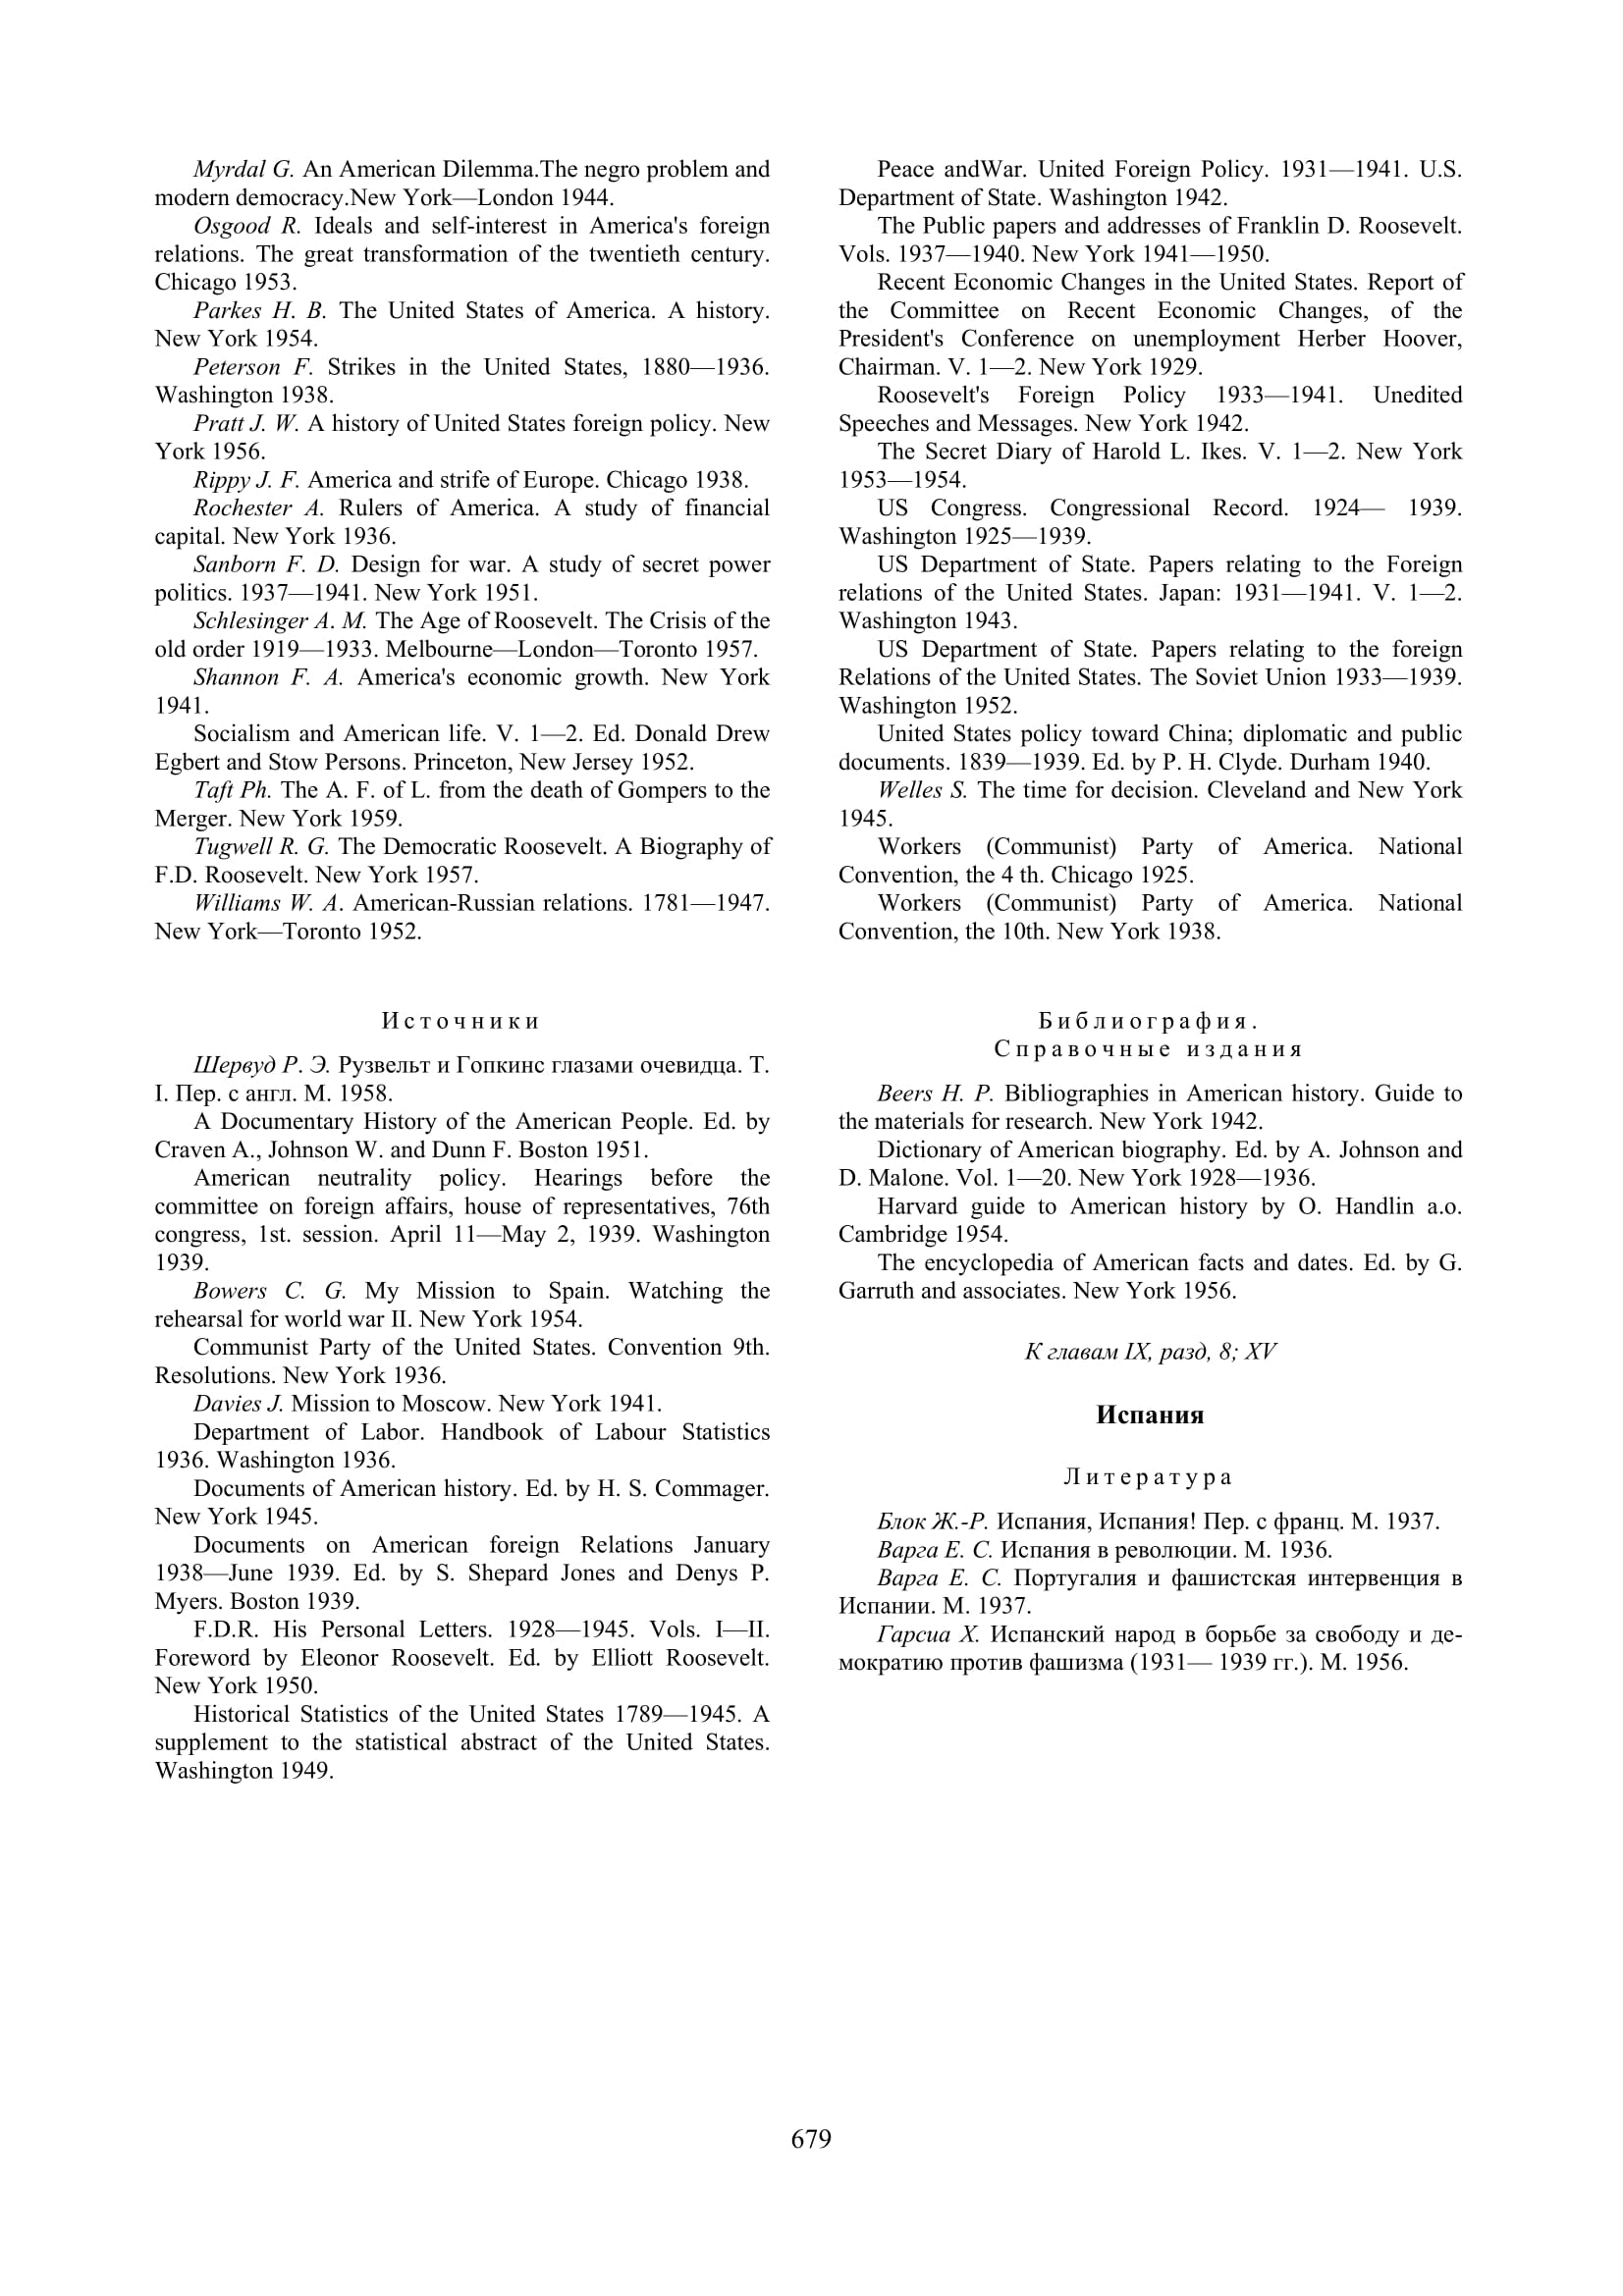 Myrdal G. An American Dilemma.The negro problem and
modern democracy.New York—London 1944.
Osgood R. Ideals and self-interest in America's foreign
relations. The great transformation of the twentieth century.
Chicago 1953.
Parkes H. B. The United States of America. A history.
New York 1954.
Peterson F. Strikes in the United States, 1880—1936.
Washington 1938.
Pratt J. W. A history of United States foreign policy. New
York 1956.
Rippy J. F. America and strife of Europe. Chicago 1938.
Rochester A. Rulers of America. A study of financial
capital. New York 1936.
Sanborn F. D. Design for war. A study of secret power
politics. 1937—1941. New York 1951.
Schlesinger A. M. The Age of Roosevelt. The Crisis of the
old order 1919—1933. Melbourne—London—Toronto 1957.
Shannon F. A. America's economic growth. New York
1941.
Socialism and American life. V. 1—2. Ed. Donald Drew
Egbert and Stow Persons. Princeton, New Jersey 1952.
Taft Ph. The A. F. of L. from the death of Gompers to the
Merger. New York 1959.
Tugwell R. G. The Democratic Roosevelt. A Biography of
F.D. Roosevelt. New York 1957.
Williams W. A. American-Russian relations. 1781—1947.
New York—Toronto 1952.
Источники
Шервуд Р. Э. Рузвельт и Гопкинс глазами очевидца. Т.
I. Пер. с англ. М. 1958.
A Documentary History of the American People. Ed. by
Craven A., Johnson W. and Dunn F. Boston 1951.
American neutrality policy. Hearings before the
committee on foreign affairs, house of representatives, 76th
congress, 1st. session. April 11—May 2, 1939. Washington
1939.
Bowers C. G. My Mission to Spain. Watching the
rehearsal for world war II. New York 1954.
Communist Party of the United States. Convention 9th.
Resolutions. New York 1936.
Davies J. Mission to Moscow. New York 1941.
Department of Labor. Handbook of Labour Statistics
1936. Washington 1936.
Documents of American history. Ed. by H. S. Commager.
New York 1945.
Documents on American foreign Relations January
1938—June 1939. Ed. by S. Shepard Jones and Denys P.
Myers. Boston 1939.
F.D.R. His Personal Letters. 1928—1945. Vols. I—II.
Foreword by Eleonor Roosevelt. Ed. by Elliott Roosevelt.
New York 1950.
Historical Statistics of the United States 1789—1945. A
supplement to the statistical abstract of the United States.
Washington 1949.
Peace andWar. United Foreign Policy. 1931—1941. U.S.
Department of State. Washington 1942.
The Public papers and addresses of Franklin D. Roosevelt.
Vols. 1937—1940. New York 1941—1950.
Recent Economic Changes in the United States. Report of
the Committee on Recent Economic Changes, of the
President's Conference on unemployment Herber Hoover,
Chairman. V. 1—2. New York 1929.
Roosevelt's Foreign Policy 1933—1941. Unedited
Speeches and Messages. New York 1942.
The Secret Diary of Harold L. Ikes. V. 1—2. New York
1953—1954.
US Congress. Congressional Record. 1924— 1939.
Washington 1925—1939.
US Department of State. Papers relating to the Foreign
relations of the United States. Japan: 1931—1941. V. 1—2.
Washington 1943.
US Department of State. Papers relating to the foreign
Relations of the United States. The Soviet Union 1933—1939.
Washington 1952.
United States policy toward China; diplomatic and public
documents. 1839—1939. Ed. by P. H. Clyde. Durham 1940.
Welles S. The time for decision. Cleveland and New York
1945.
Workers (Communist) Party of America. National
Convention, the 4 th. Chicago 1925.
Workers (Communist) Party of America. National
Convention, the 10th. New York 1938.
Библиография.
Справочные издания
Beers H. P. Bibliographies in American history. Guide to
the materials for research. New York 1942.
Dictionary of American biography. Ed. by A. Johnson and
D. Malone. Vol. 1—20. New York 1928—1936.
Harvard guide to American history by O. Handlin a.o.
Cambridge 1954.
The encyclopedia of American facts and dates. Ed. by G.
Garruth and associates. New York 1956.
К главам IX, разд, 8; XV
Испания
Литература
Блок Ж.-Р. Испания, Испания! Пер. с франц. М. 1937.
Варга Е. С. Испания в революции. М. 1936.
Варга Е. С. Португалия и фашистская интервенция в
Испании. М. 1937.
Гарсиа Х. Испанский народ в борьбе за свободу и де-
мократию против фашизма (1931— 1939 гг.). М. 1956.
679